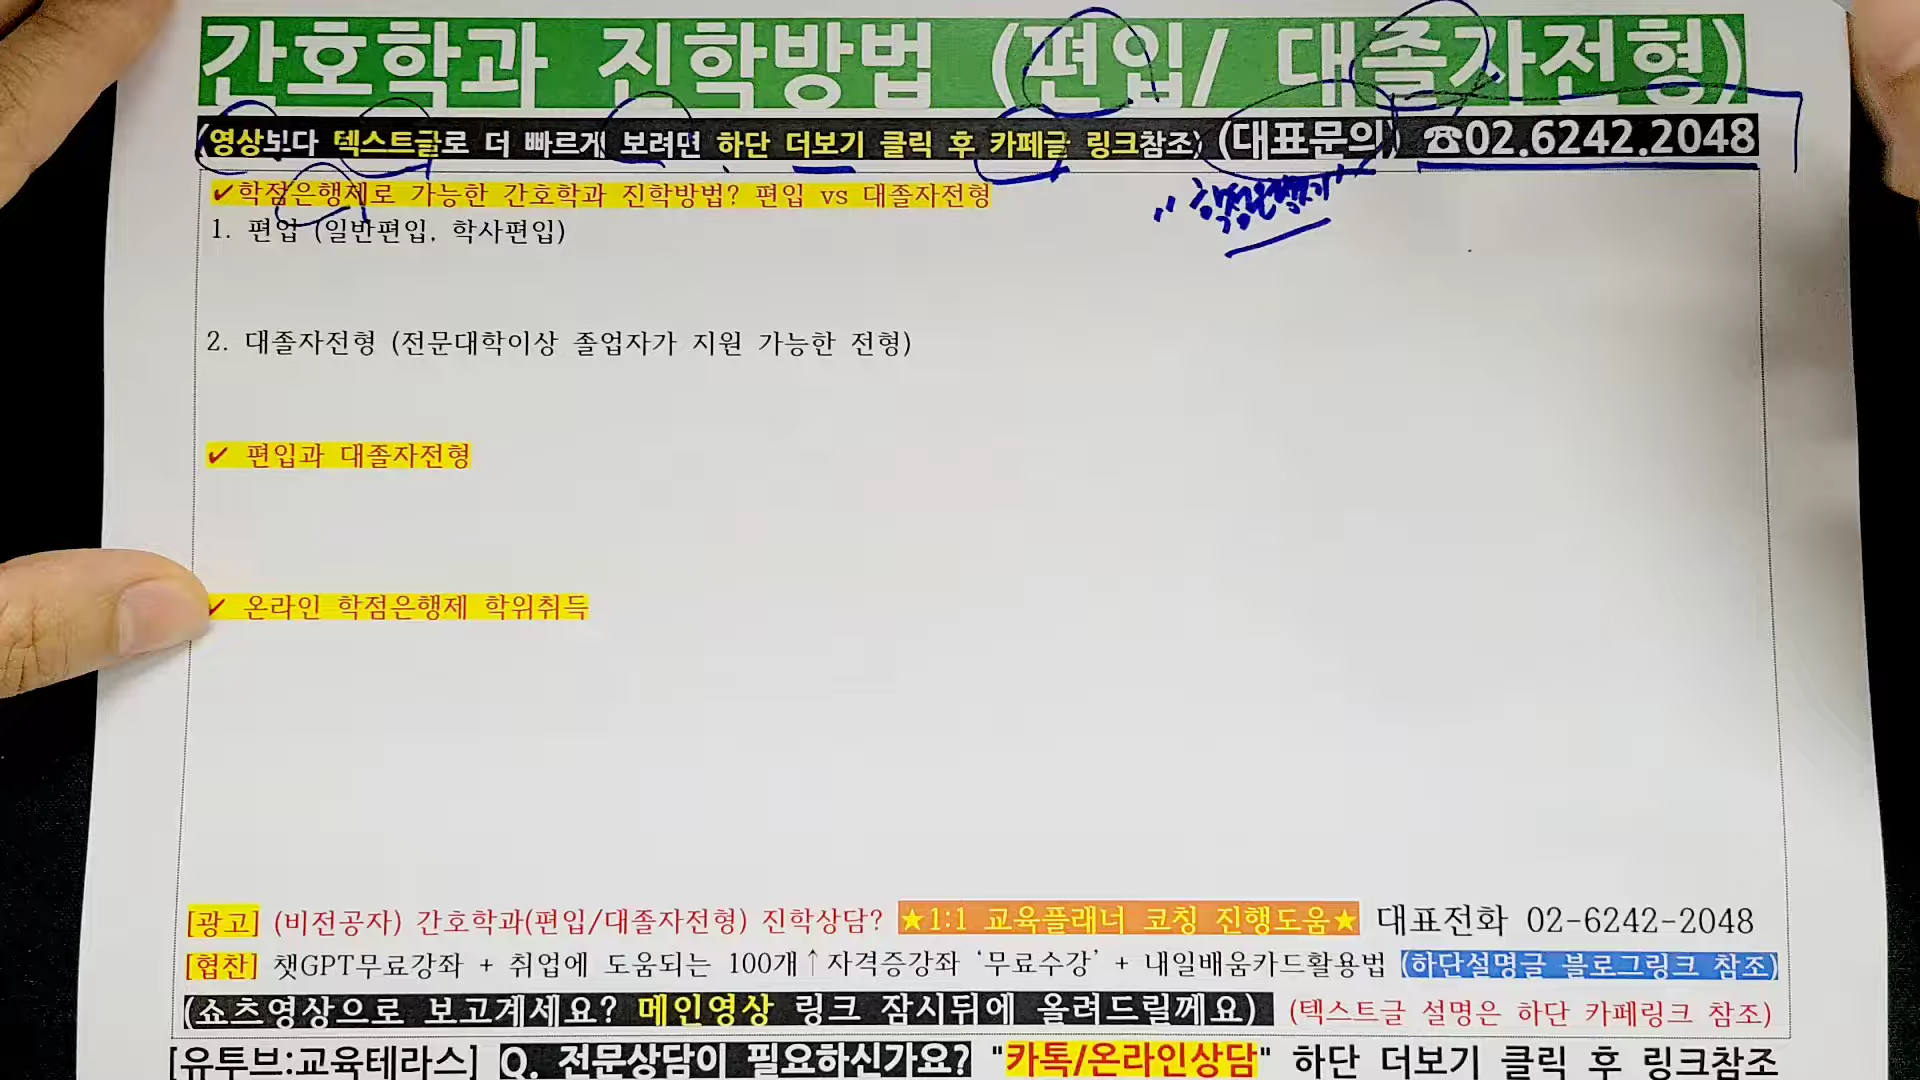 간호학과 진학방법 (편입/ 대졸자전형)
(영상보다 텍스트글로 더 빠르게 보려면 하단 더보기 클릭 후 카페글 링크참조) (대표문의) ☎02.6242.2048
✔학점은행제로 가능한 간호학과 진학방법? 편입 vs 대졸자전형
"학점은행제"
1. 편입 (일반편입, 학사편입)
2. 대졸자전형 (전문대학이상 졸업자가 지원 가능한 전형)
✔ 편입과 대졸자전형
✔ 온라인 학점은행제 학위취득
[광고] (비전공자) 간호학과(편입/대졸자전형) 진학상담? ★1:1 교육플래너 코칭 진행도움★ 대표전화 02-6242-2048
[협찬] 챗GPT무료강좌 + 취업에 도움되는 100개↑자격증강좌 '무료수강' + 내일배움카드활용법 (하단설명글 블로그링크 참조)
(쇼츠영상으로 보고계세요? 메인영상 링크 잠시뒤에 올려드릴께요) (텍스트글 설명은 하단 카페링크 참조)
[유투브:교육테라스] Q. 전문상담이 필요하신가요? "카톡/온라인상담" 하단 더보기 클릭 후 링크참조